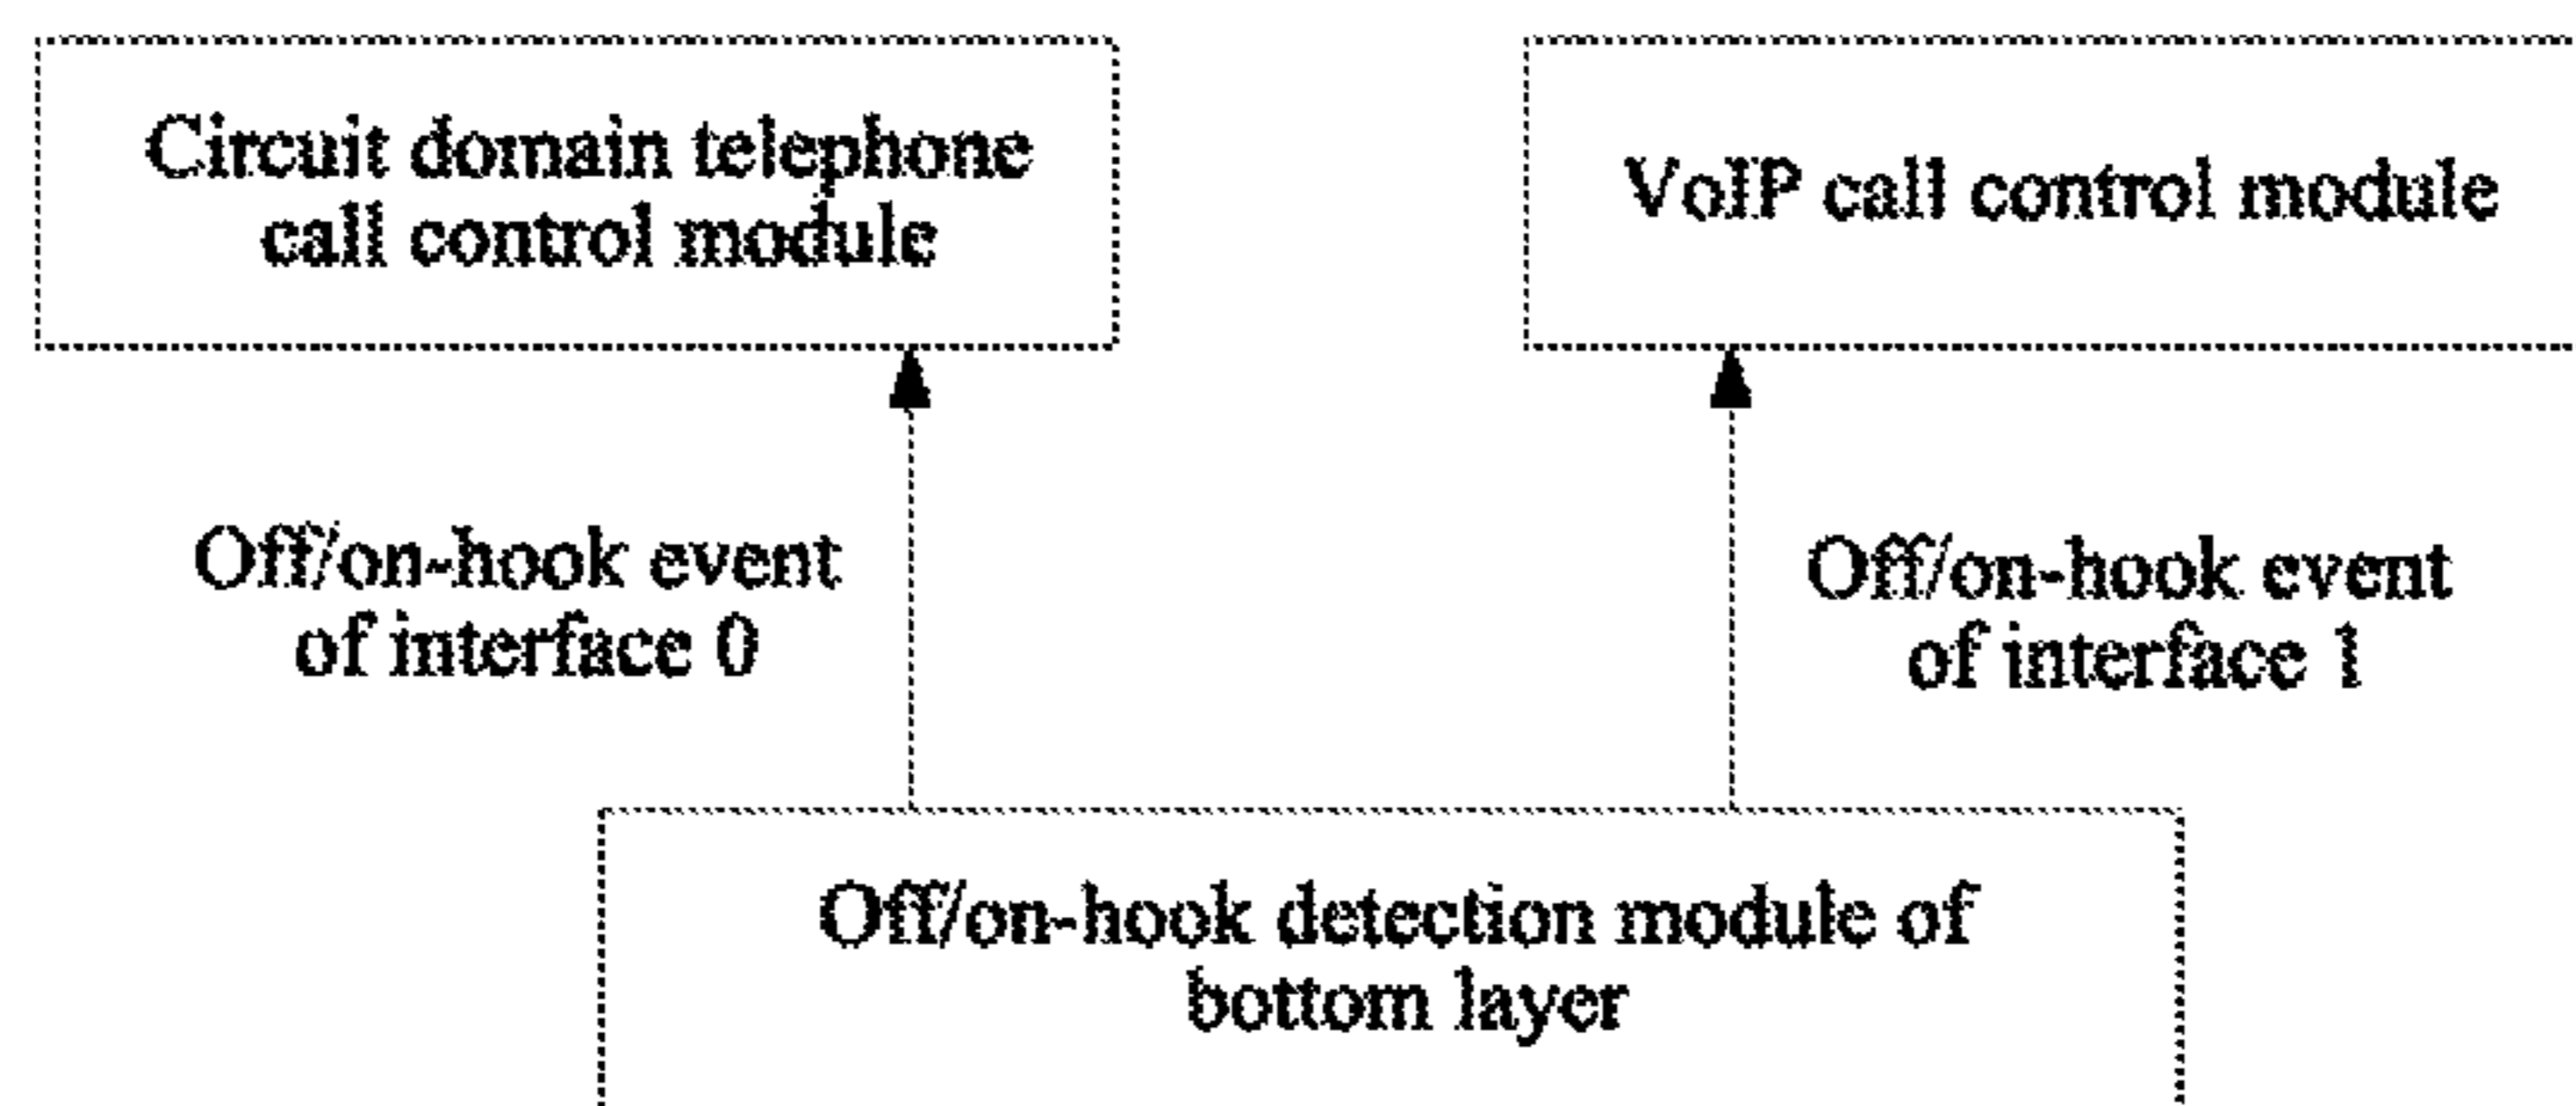 Circuit domain telephone
call control module
VoIP call control module
Off/on-hook event
of interface 0
Off/on-hook event
of interface 1
Off/on-hook detection module of
bottom layer